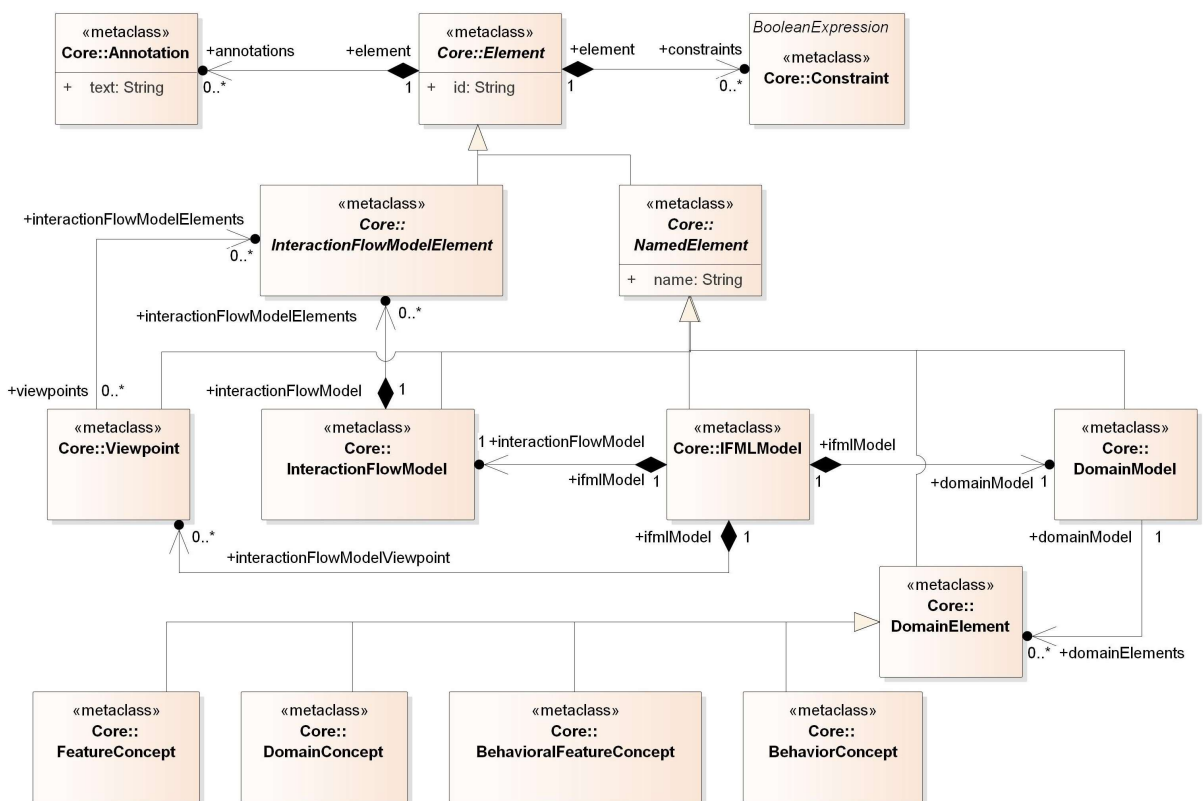 «metaclass»
Core::Annotation
+ text: String
+annotations
0..*
+element
1
«metaclass»
Core::Element
+ id: String
+element
1
+constraints
0..*
BooleanExpression
«metaclass»
Core::Constraint
«metaclass»
Core::
InteractionFlowModelElement
«metaclass»
Core::
NamedElement
+ name: String
+interactionFlowModelElements
0..*
+interactionFlowModelElements
0..*
+viewpoints 0..*
+interactionFlowModel 1
«metaclass»
Core::Viewpoint
«metaclass»
Core::
InteractionFlowModel
1 +interactionFlowModel
+ifmlModel 1
«metaclass»
Core::IFMLModel
+ifmlModel
1
+domainModel 1
«metaclass»
Core::
DomainModel
0..*
+interactionFlowModelViewpoint
+ifmlModel 1
+domainModel 1
«metaclass»
Core::
DomainElement
0..* +domainElements
«metaclass»
Core::
FeatureConcept
«metaclass»
Core::
DomainConcept
«metaclass»
Core::
BehavioralFeatureConcept
«metaclass»
Core::
BehaviorConcept